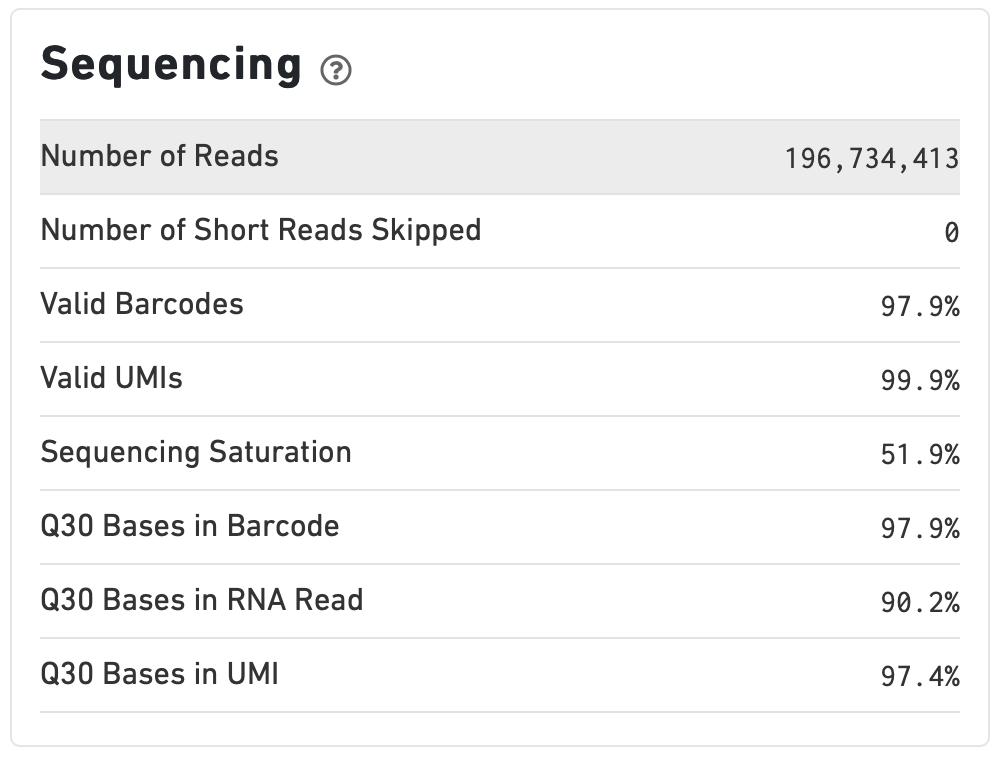 Sequencing ?
Number of Reads 196,734,413
Number of Short Reads Skipped 0
Valid Barcodes 97.9%
Valid UMIs 99.9%
Sequencing Saturation 51.9%
Q30 Bases in Barcode 97.9%
Q30 Bases in RNA Read 90.2%
Q30 Bases in UMI 97.4%